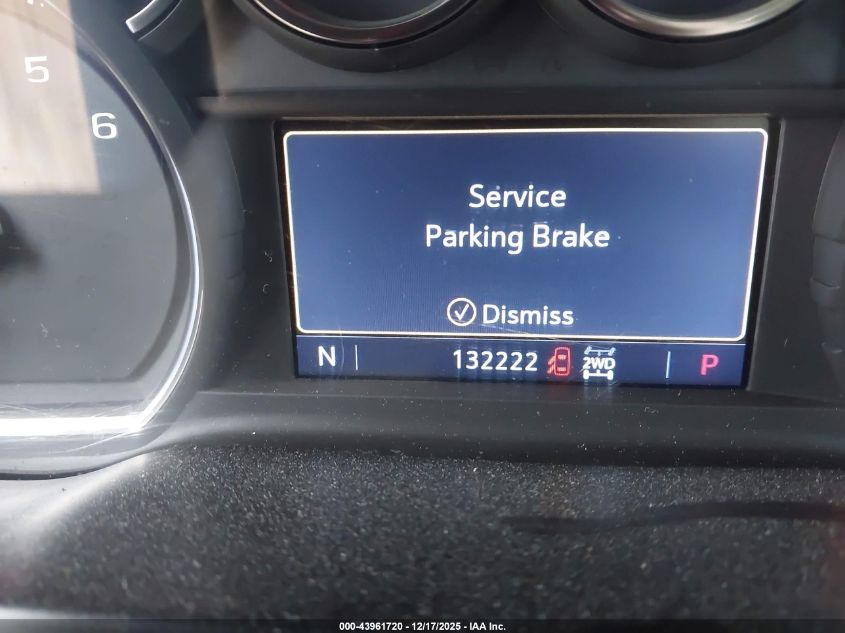 5
6
Service
Parking Brake
Dismiss
N 132222 2WD P
000-43961720 - 12/17/2025 - IAA Inc.